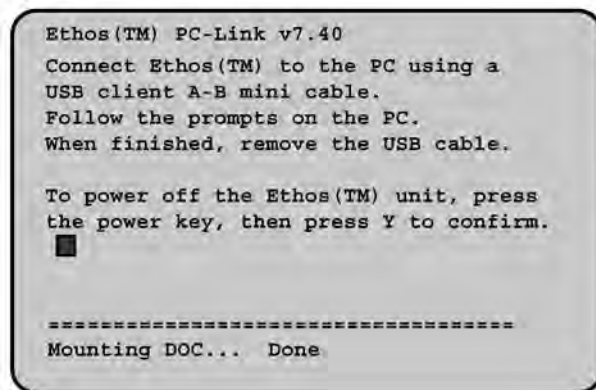 Ethos(TM) PC-Link v7.40
Connect Ethos(TM) to the PC using a
USB client A-B mini cable.
Follow the prompts on the PC.
When finished, remove the USB cable.
To power off the Ethos(TM) unit, press
the power key, then press Y to confirm.
====================================
Mounting DOC... Done